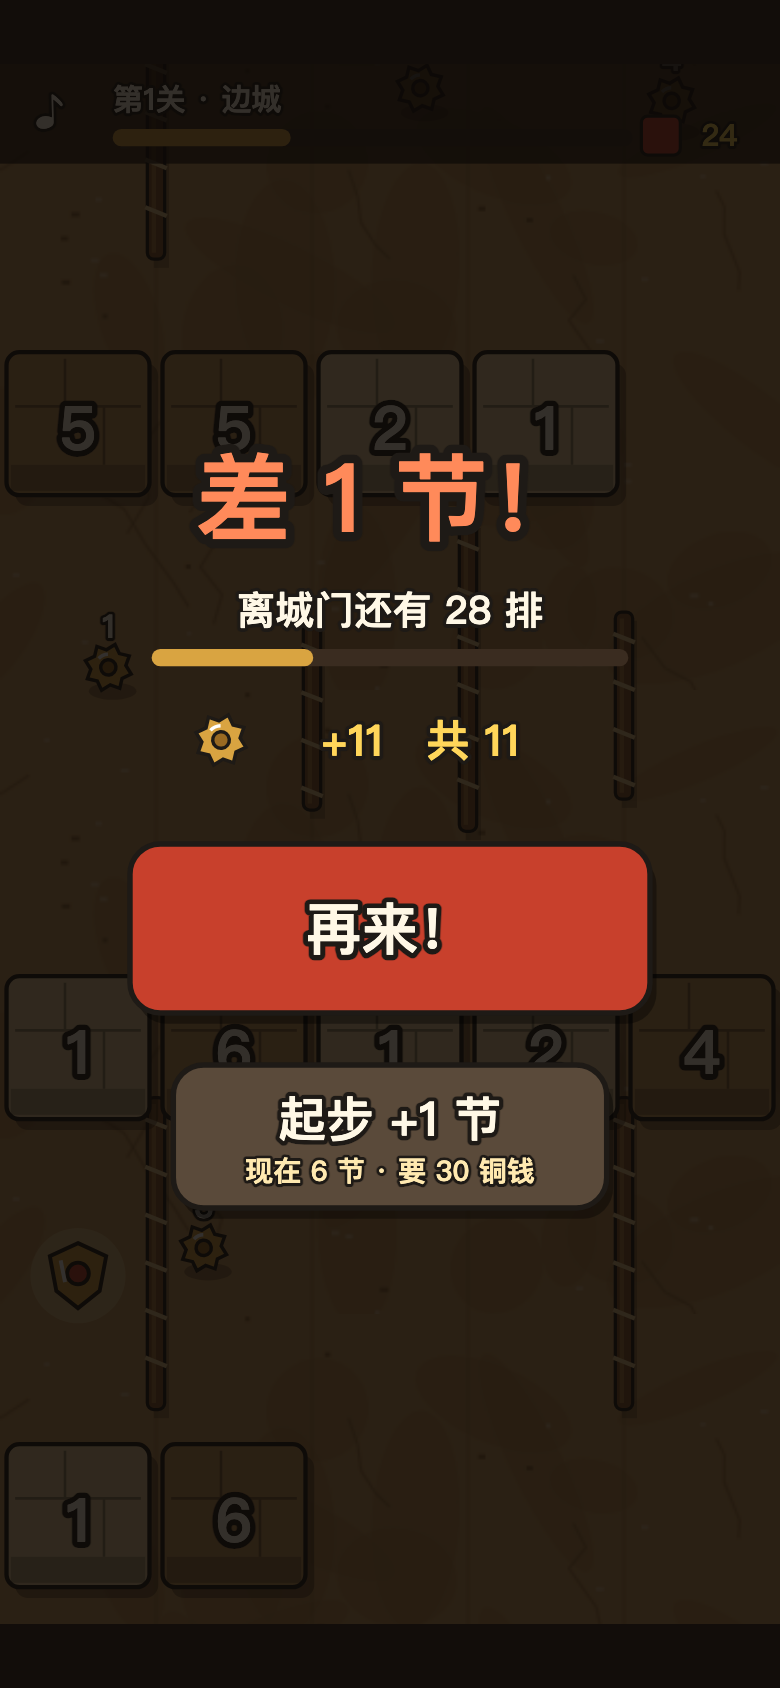 第1关 · 边城
24
5 5 2 1
差 1 节!
离城门还有 28 排
1
+11 共 11
再来!
1 6 1 2 4
起步 +1 节
现在 6 节 · 要 30 铜钱
1 6